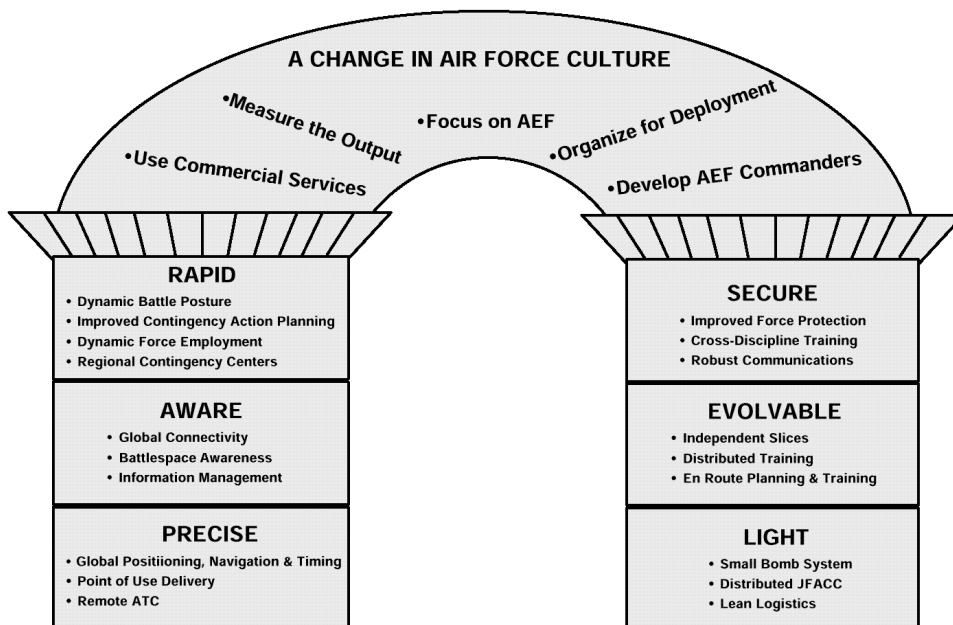 A CHANGE IN AIR FORCE CULTURE
•Use Commercial Services
•Measure the Output
•Focus on AEF
•Organize for Deployment
•Develop AEF Commanders
RAPID
• Dynamic Battle Posture
• Improved Contingency Action Planning
• Dynamic Force Employment
• Regional Contingency Centers
AWARE
• Global Connectivity
• Battlespace Awareness
• Information Management
PRECISE
• Global Positiioning, Navigation & Timing
• Point of Use Delivery
• Remote ATC
SECURE
• Improved Force Protection
• Cross-Discipline Training
• Robust Communications
EVOLVABLE
• Independent Slices
• Distributed Training
• En Route Planning & Training
LIGHT
• Small Bomb System
• Distributed JFACC
• Lean Logistics